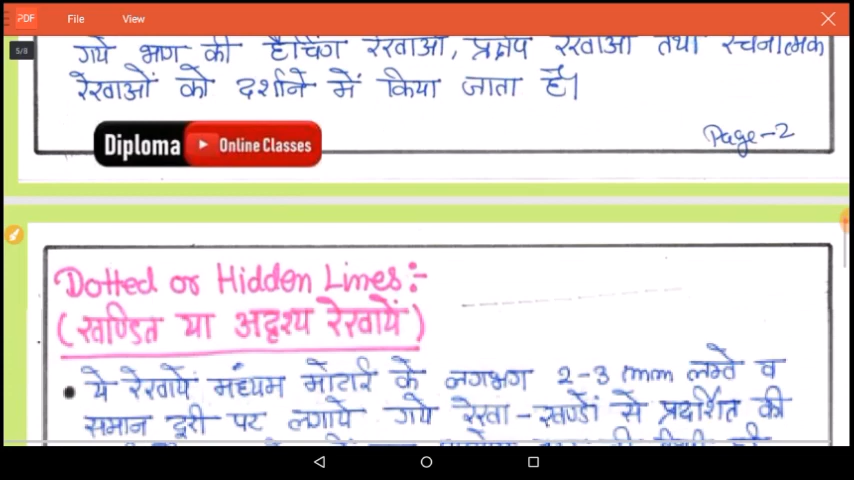 PDF File View
5/8
गये भाग की हैचिंग रेखाओं, प्रक्षेप रेखाओं तथा रचनात्मक
रेखाओं को दर्शाने में किया जाता है।
Diploma Online Classes
Page-2
Dotted or Hidden Lines:-
(खण्डित या अदृश्य रेखायें)
• ये रेखायें मध्यम मोटाई के लगभग 2-3 mm लम्बे व
समान दूरी पर लगाये गये रेखा-खण्डों से प्रदर्शित की